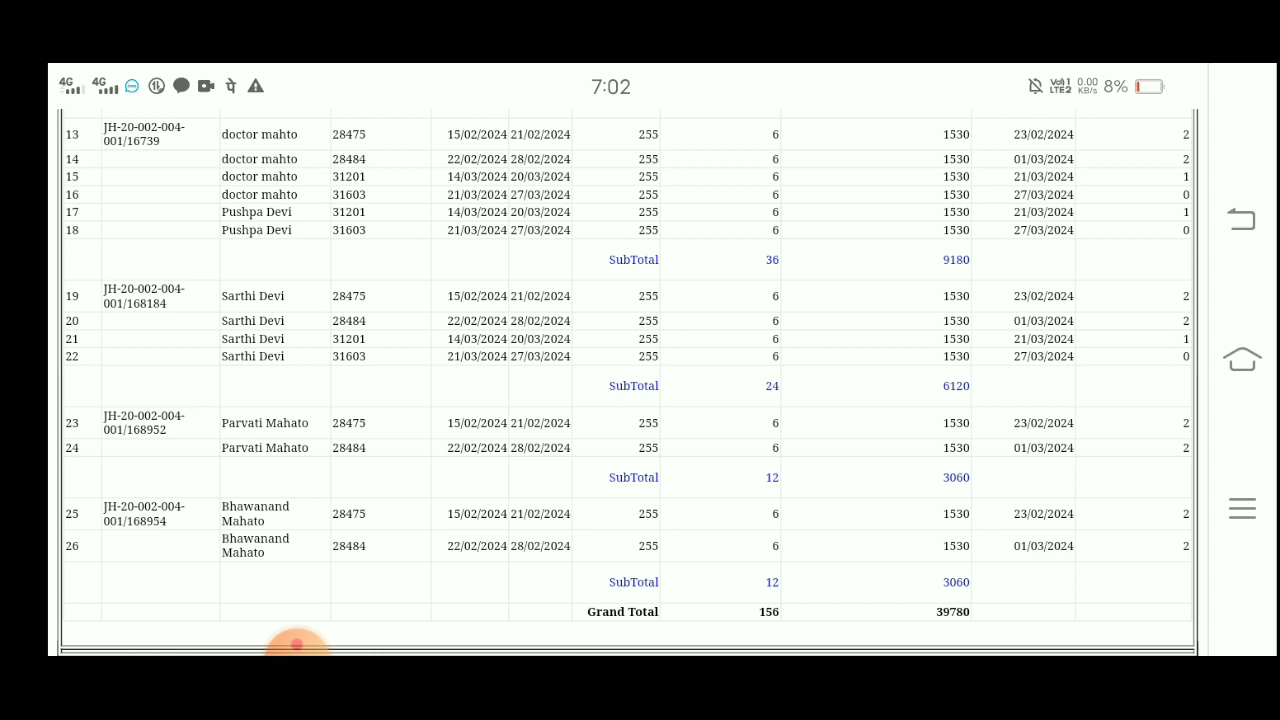 4G 4G पे 7:02 Vo)) 1 LTE2 0.00 KB/s 8%
13 JH-20-002-004-001/16739 doctor mahto 28475 15/02/2024 21/02/2024 255 6 1530 23/02/2024 2
14 doctor mahto 28484 22/02/2024 28/02/2024 255 6 1530 01/03/2024 2
15 doctor mahto 31201 14/03/2024 20/03/2024 255 6 1530 21/03/2024 1
16 doctor mahto 31603 21/03/2024 27/03/2024 255 6 1530 27/03/2024 0
17 Pushpa Devi 31201 14/03/2024 20/03/2024 255 6 1530 21/03/2024 1
18 Pushpa Devi 31603 21/03/2024 27/03/2024 255 6 1530 27/03/2024 0
SubTotal 36 9180
19 JH-20-002-004-001/168184 Sarthi Devi 28475 15/02/2024 21/02/2024 255 6 1530 23/02/2024 2
20 Sarthi Devi 28484 22/02/2024 28/02/2024 255 6 1530 01/03/2024 2
21 Sarthi Devi 31201 14/03/2024 20/03/2024 255 6 1530 21/03/2024 1
22 Sarthi Devi 31603 21/03/2024 27/03/2024 255 6 1530 27/03/2024 0
SubTotal 24 6120
23 JH-20-002-004-001/168952 Parvati Mahato 28475 15/02/2024 21/02/2024 255 6 1530 23/02/2024 2
24 Parvati Mahato 28484 22/02/2024 28/02/2024 255 6 1530 01/03/2024 2
SubTotal 12 3060
25 JH-20-002-004-001/168954 Bhawanand Mahato 28475 15/02/2024 21/02/2024 255 6 1530 23/02/2024 2
26 Bhawanand Mahato 28484 22/02/2024 28/02/2024 255 6 1530 01/03/2024 2
SubTotal 12 3060
Grand Total 156 39780